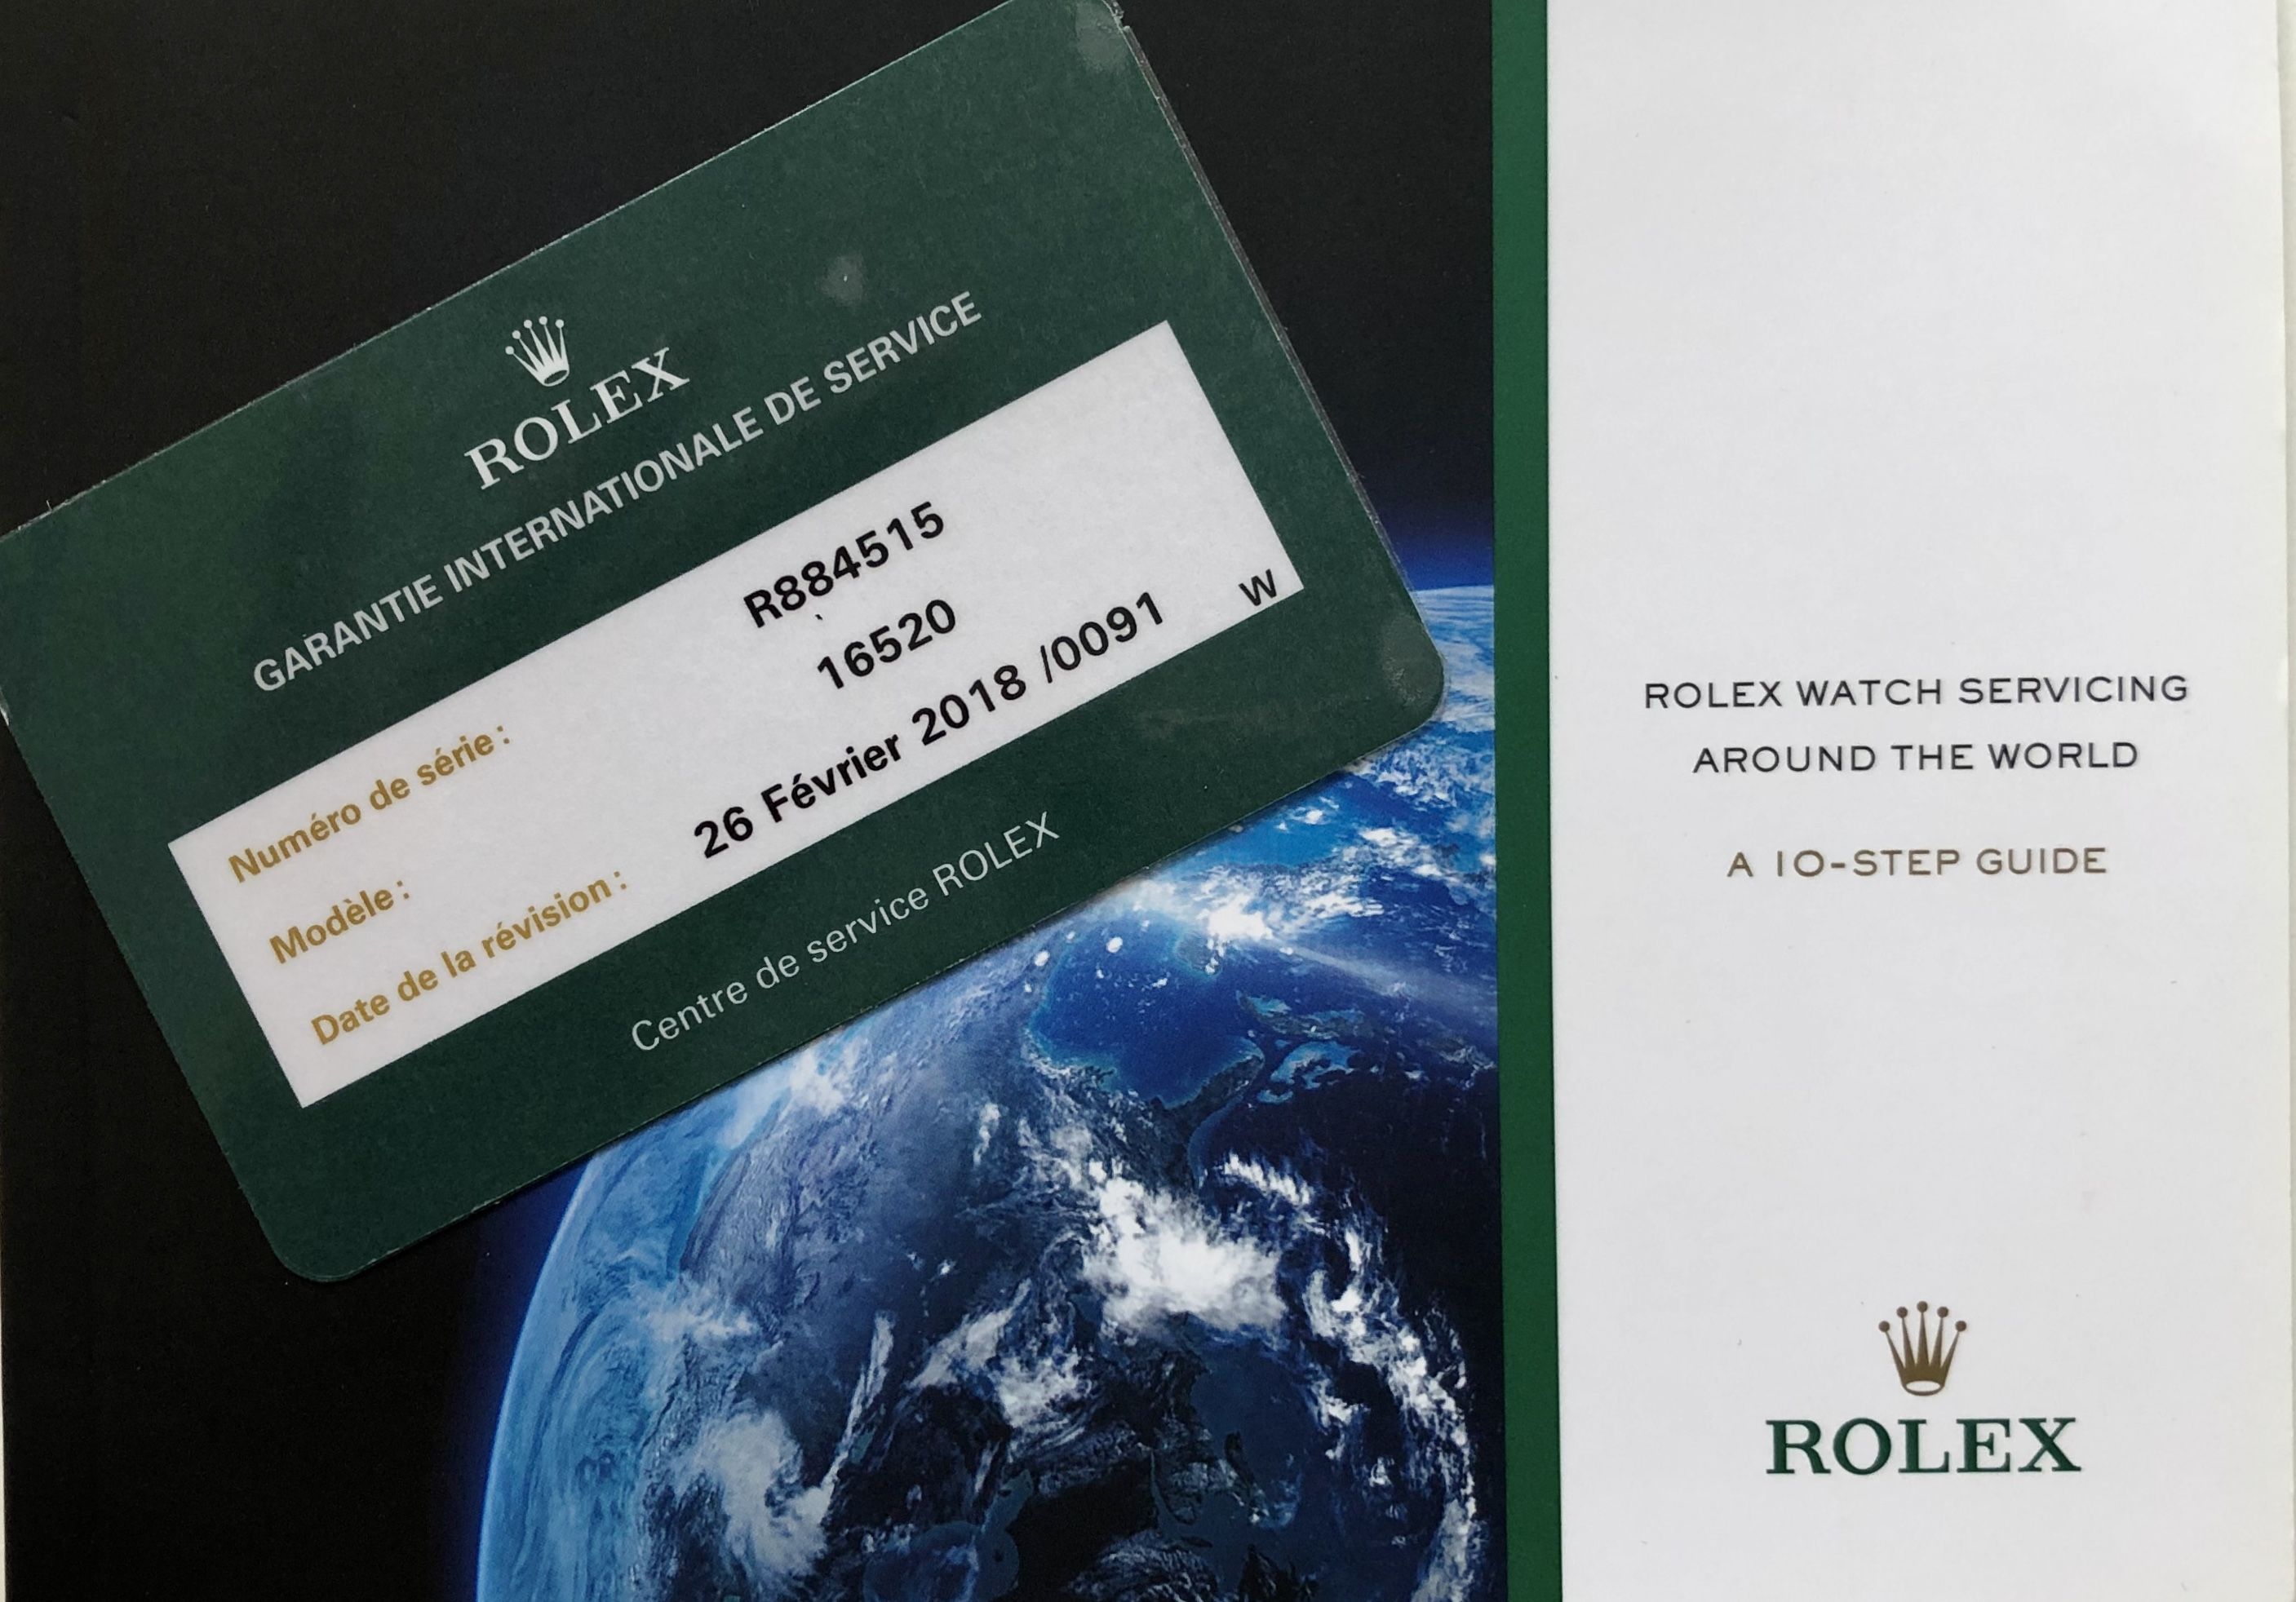 ROLEX
GARANTIE INTERNATIONALE DE SERVICE
Numéro de série : R884515
Modèle : 16520
Date de la révision : 26 Février 2018 /0091 W
Centre de service ROLEX
ROLEX WATCH SERVICING
AROUND THE WORLD
A 10-STEP GUIDE
ROLEX